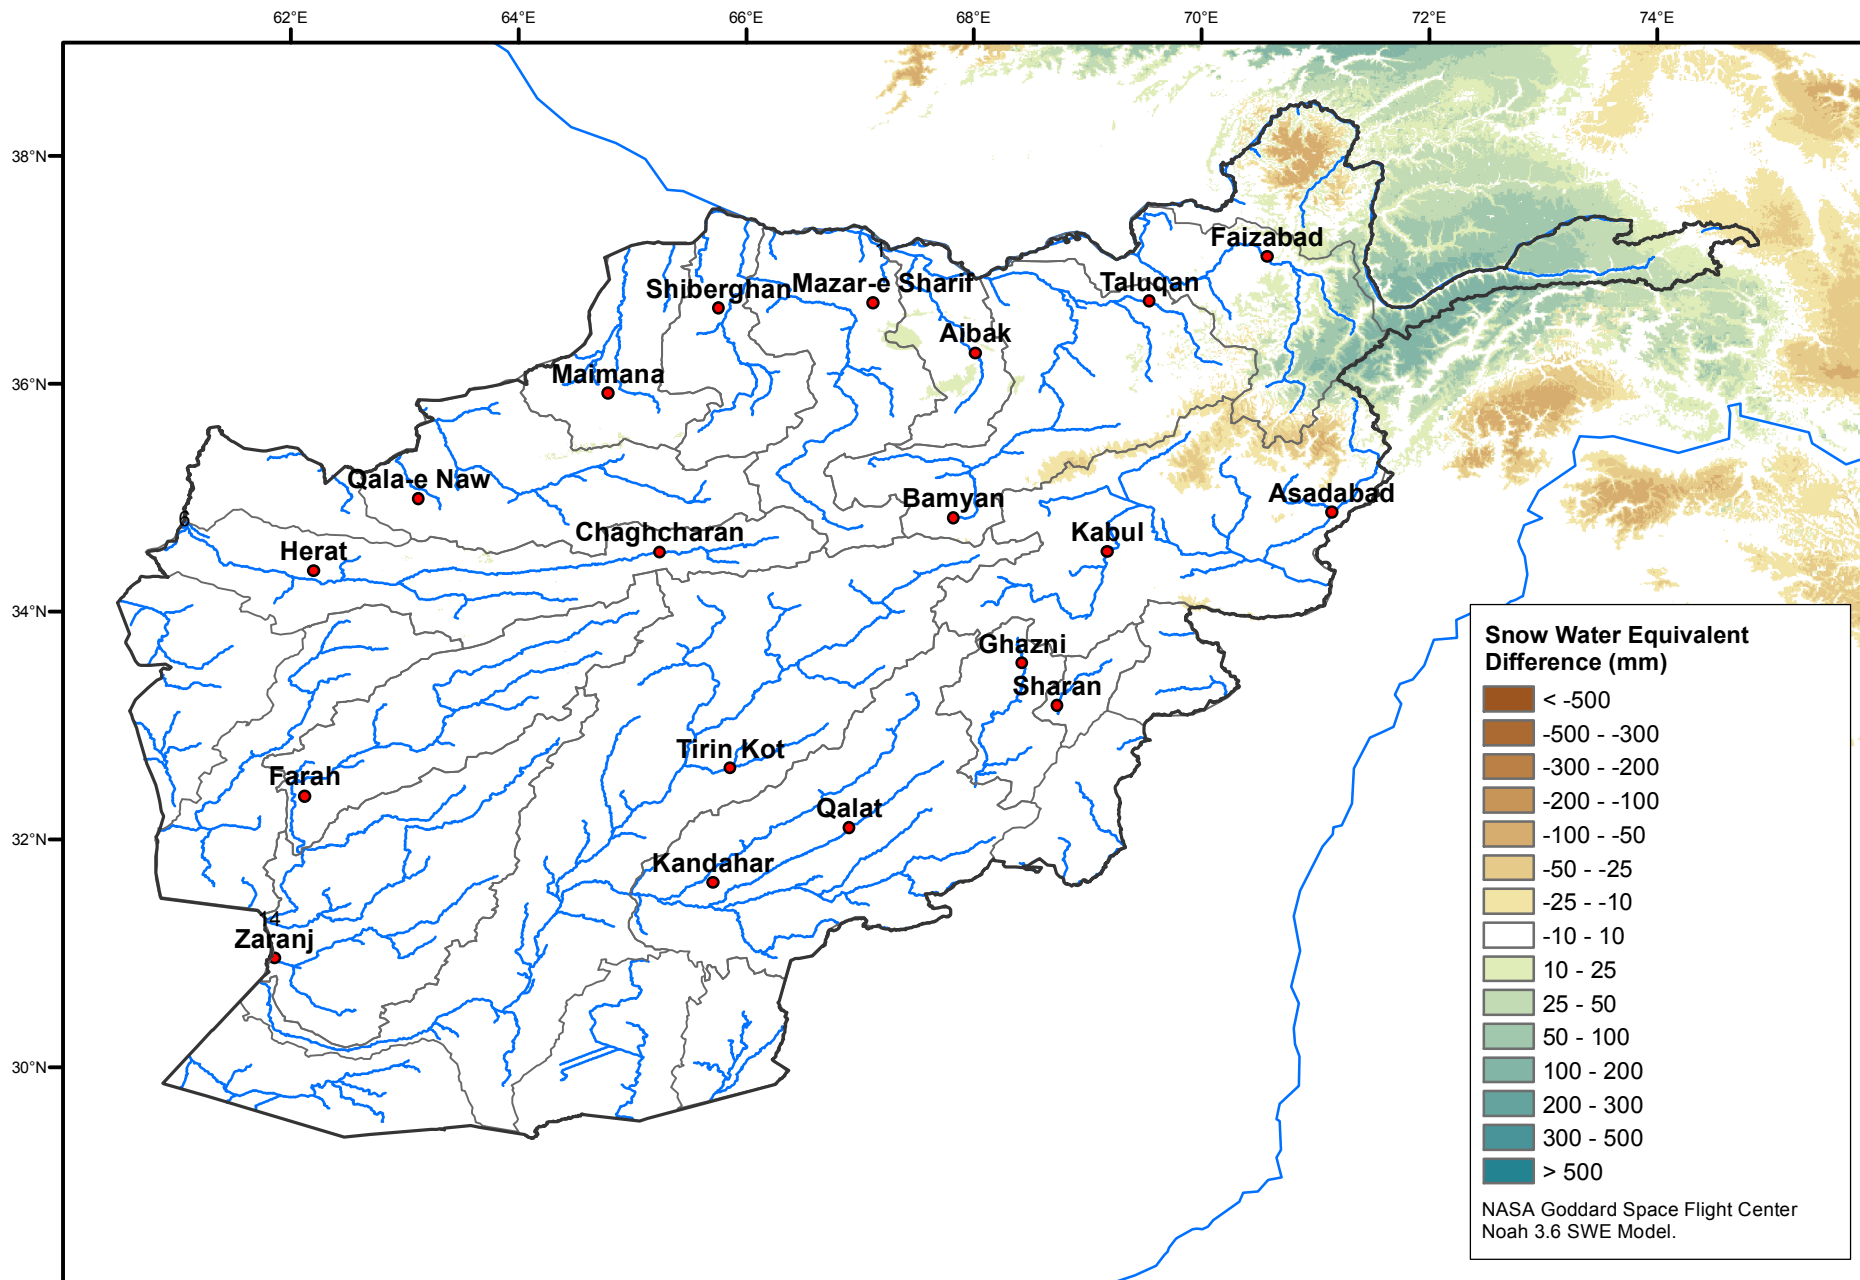 62°E 64°E 66°E 68°E 70°E 72°E 74°E
38°N
36°N
34°N
32°N
30°N
Faizabad
Shiberghan
Mazar-e Sharif
Taluqan
Aibak
Maimana
Qala-e Naw
Bamyan
Asadabad
6
Chaghcharan
Kabul
Herat
Ghazni
Sharan
Tirin Kot
Farah
Qalat
Kandahar
14
Zaranj
Snow Water Equivalent
Difference (mm)
< -500
-500 - -300
-300 - -200
-200 - -100
-100 - -50
-50 - -25
-25 - -10
-10 - 10
10 - 25
25 - 50
50 - 100
100 - 200
200 - 300
300 - 500
> 500
NASA Goddard Space Flight Center
Noah 3.6 SWE Model.